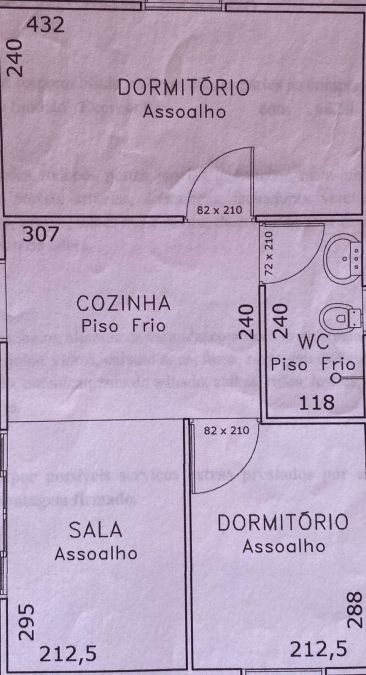 432
240
DORMITÓRIO
Assoalho
82 x 210
307
72 x 210
COZINHA
Piso Frio
240
240
WC
Piso Frio
118
82 x 210
SALA
Assoalho
DORMITÓRIO
Assoalho
295
288
212,5
212,5